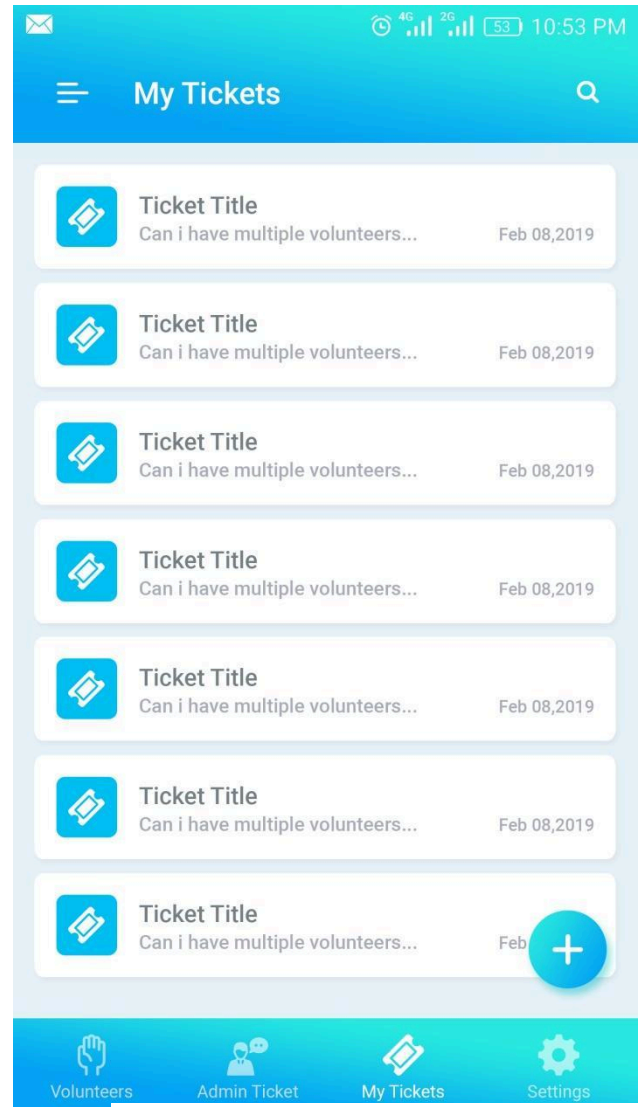 4G 2G 53 10:53 PM
My Tickets
Ticket Title
Can i have multiple volunteers...
Feb 08,2019
Ticket Title
Can i have multiple volunteers...
Feb 08,2019
Ticket Title
Can i have multiple volunteers...
Feb 08,2019
Ticket Title
Can i have multiple volunteers...
Feb 08,2019
Ticket Title
Can i have multiple volunteers...
Feb 08,2019
Ticket Title
Can i have multiple volunteers...
Feb 08,2019
Ticket Title
Can i have multiple volunteers...
Feb
Volunteers
Admin Ticket
My Tickets
Settings